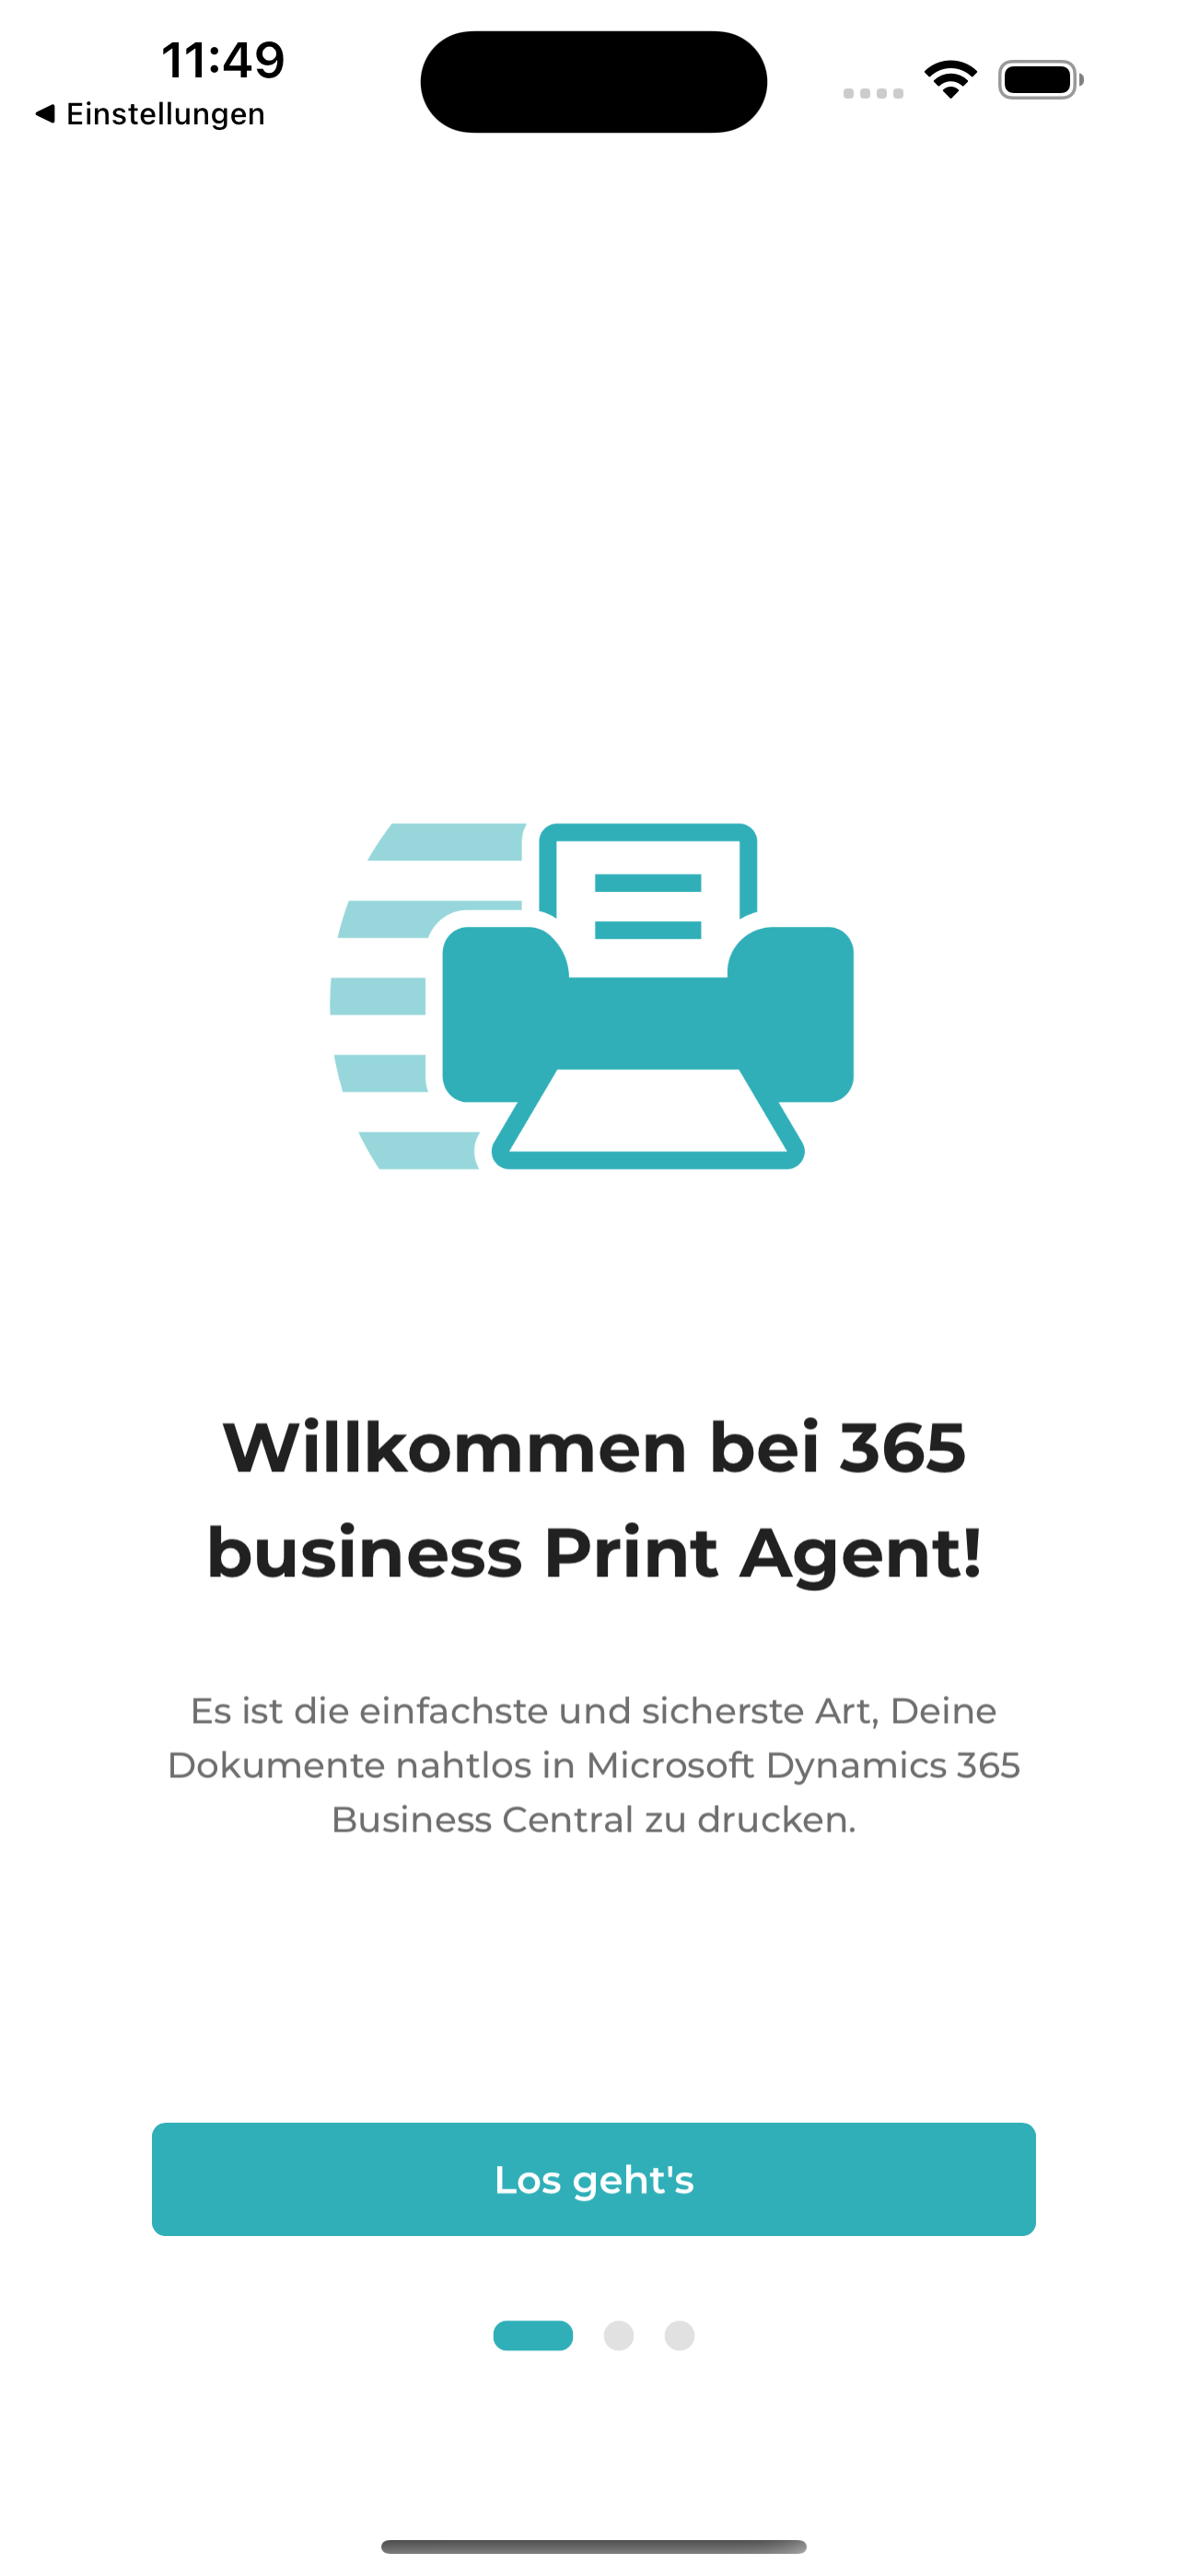 11:49
◀ Einstellungen
Willkommen bei 365
business Print Agent!
Es ist die einfachste und sicherste Art, Deine
Dokumente nahtlos in Microsoft Dynamics 365
Business Central zu drucken.
Los geht's